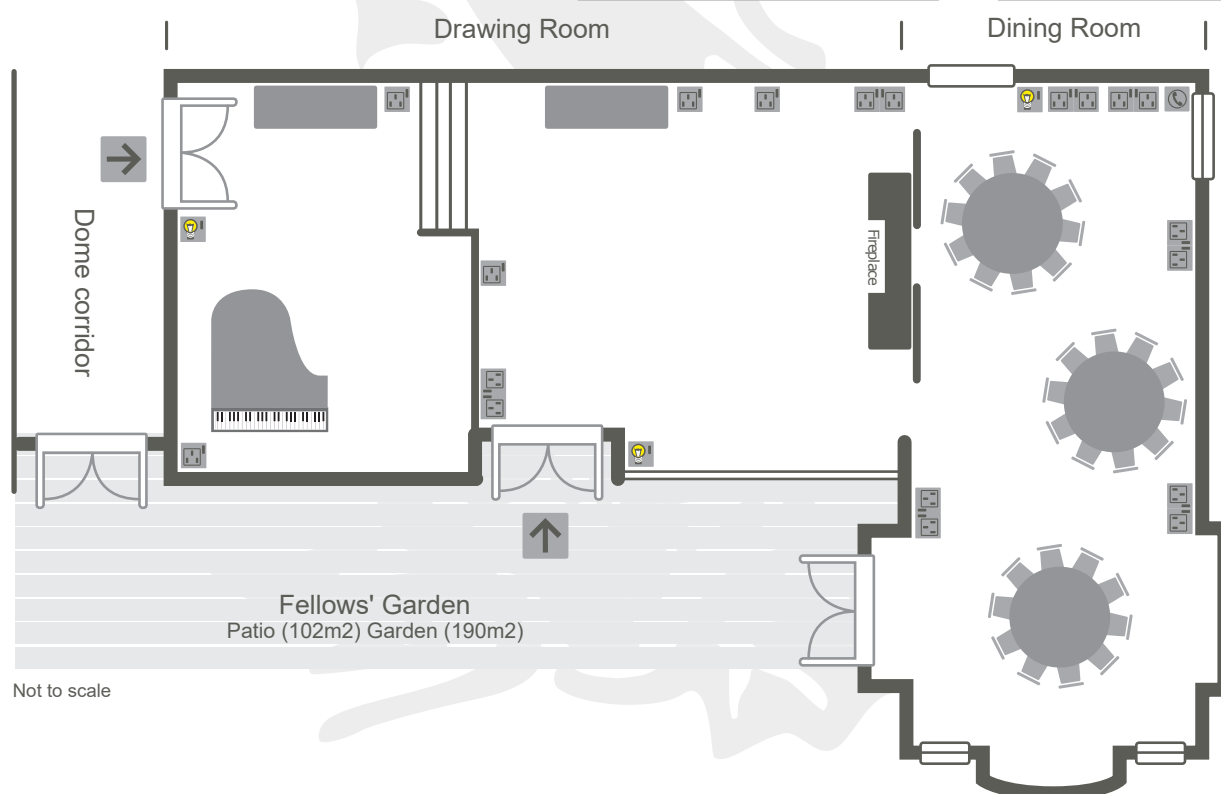 Drawing Room
Dining Room
Dome corridor
Fireplace
Fellows' Garden
Patio (102m2) Garden (190m2)
Not to scale